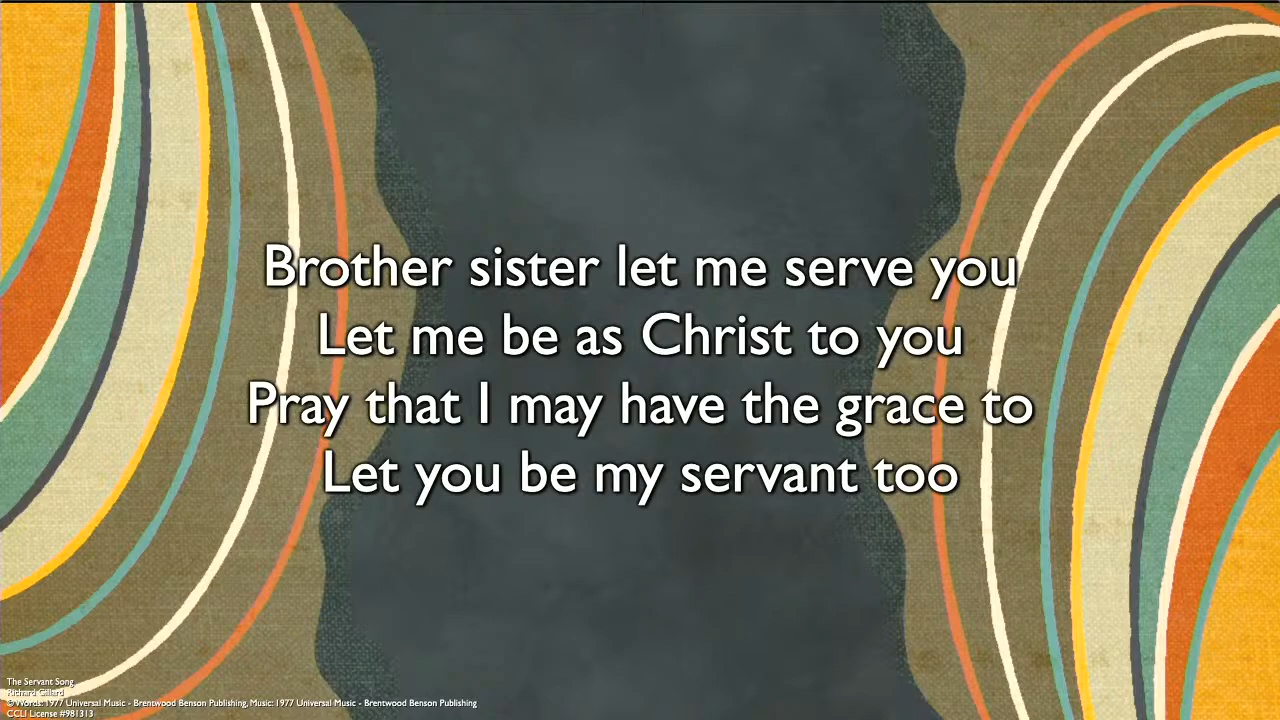 Brother sister let me serve you
Let me be as Christ to you
Pray that I may have the grace to
Let you be my servant too
The Servant Song
Richard Gillard
©Words: 1977 Universal Music - Brentwood Benson Publishing, Music: 1977 Universal Music - Brentwood Benson Publishing
CCLI License #981313